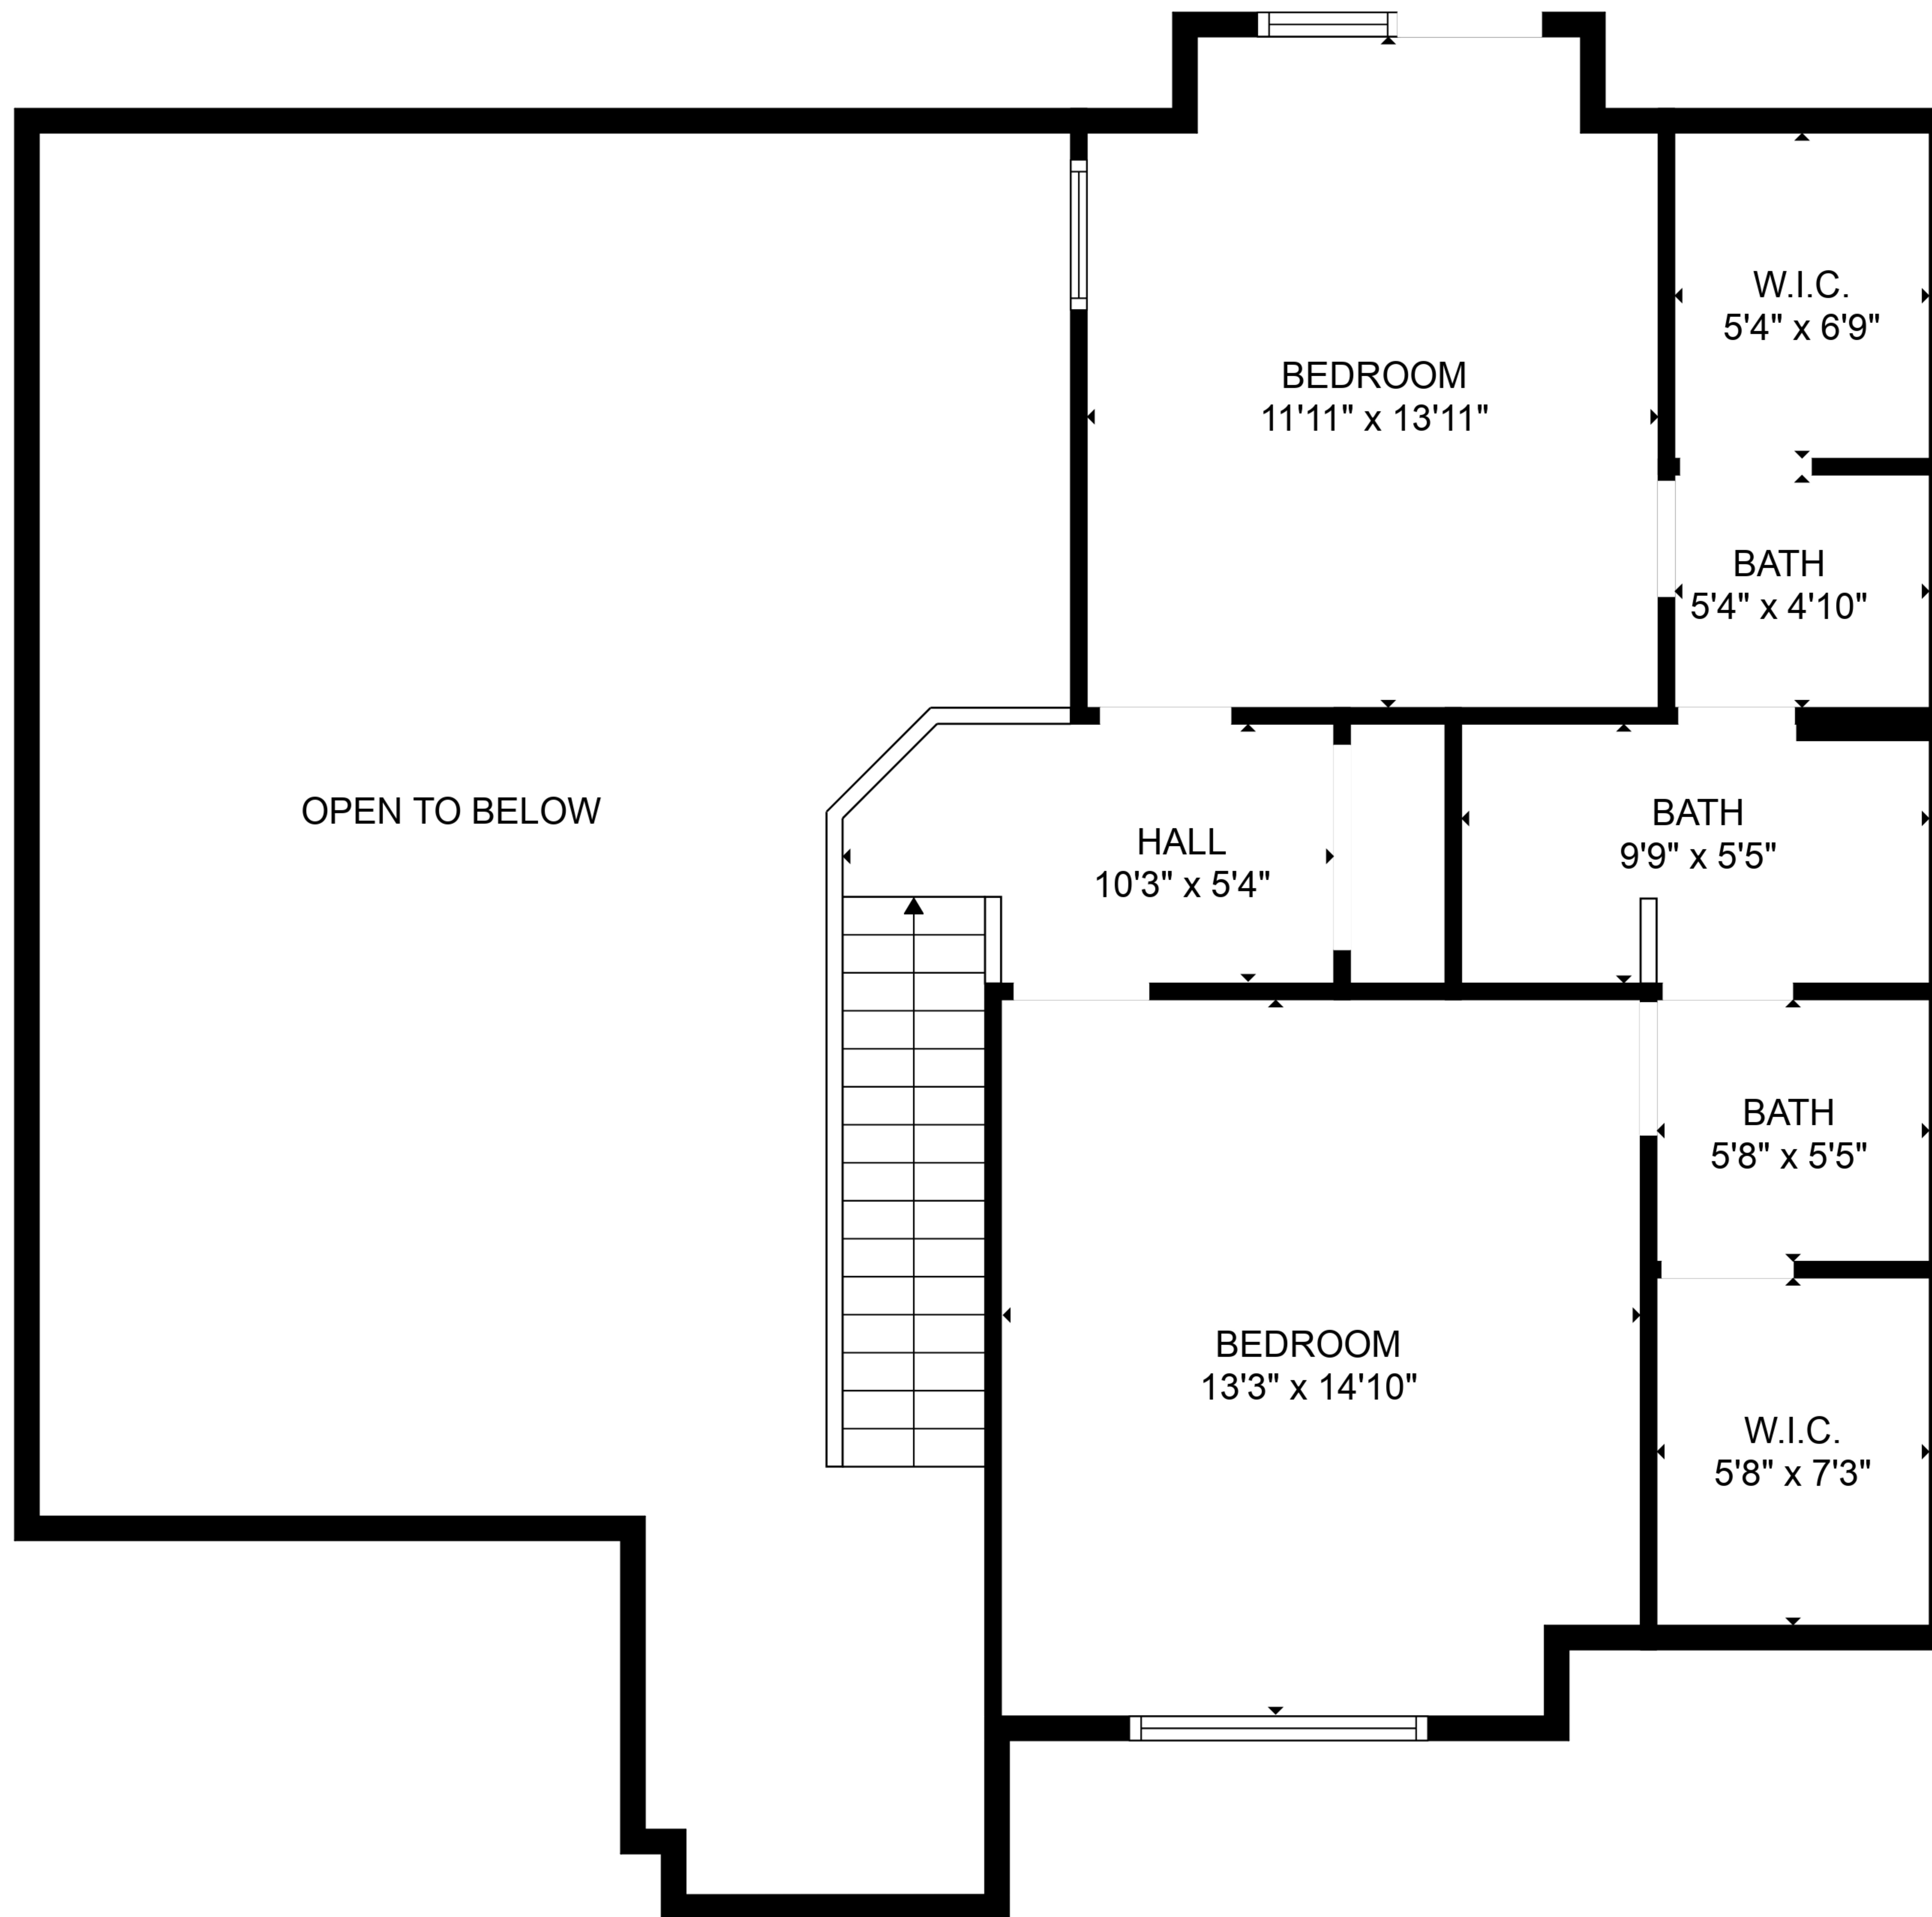 W.I.C.
5'4" x 6'9"
BEDROOM
11'11" x 13'11"
BATH
5'4" x 4'10"
OPEN TO BELOW
HALL
10'3" x 5'4"
BATH
9'9" x 5'5"
BATH
5'8" x 5'5"
BEDROOM
13'3" x 14'10"
W.I.C.
5'8" x 7'3"